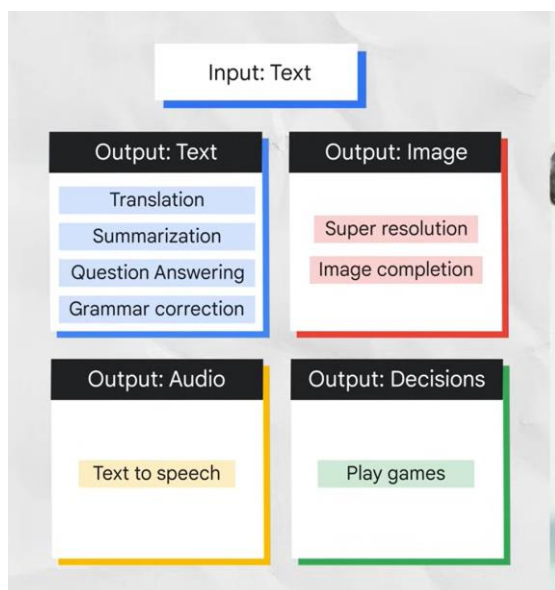 Input: Text
Output: Text
Translation
Summarization
Question Answering
Grammar correction
Output: Image
Super resolution
Image completion
Output: Audio
Text to speech
Output: Decisions
Play games